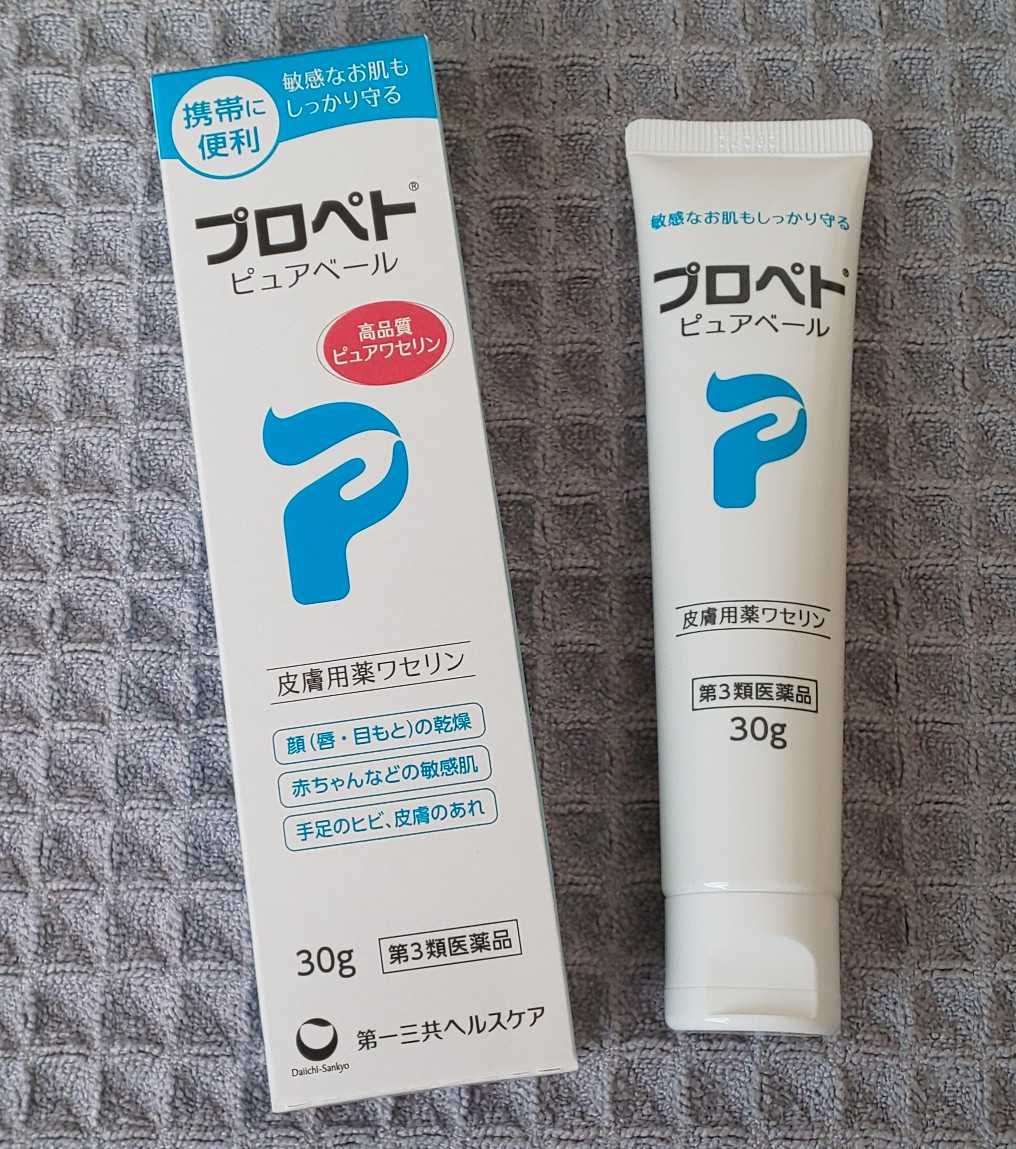 携帯に
便利
敏感なお肌も
しっかり守る
プロペト®
ピュアベール
高品質
ピュアワセリン
皮膚用薬ワセリン
顔(唇・目もと)の乾燥
赤ちゃんなどの敏感肌
手足のヒビ、皮膚のあれ
30g 第3類医薬品
Daiichi-Sankyo
第一三共ヘルスケア
敏感なお肌もしっかり守る
プロペト®
ピュアベール
皮膚用薬ワセリン
第3類医薬品
30g